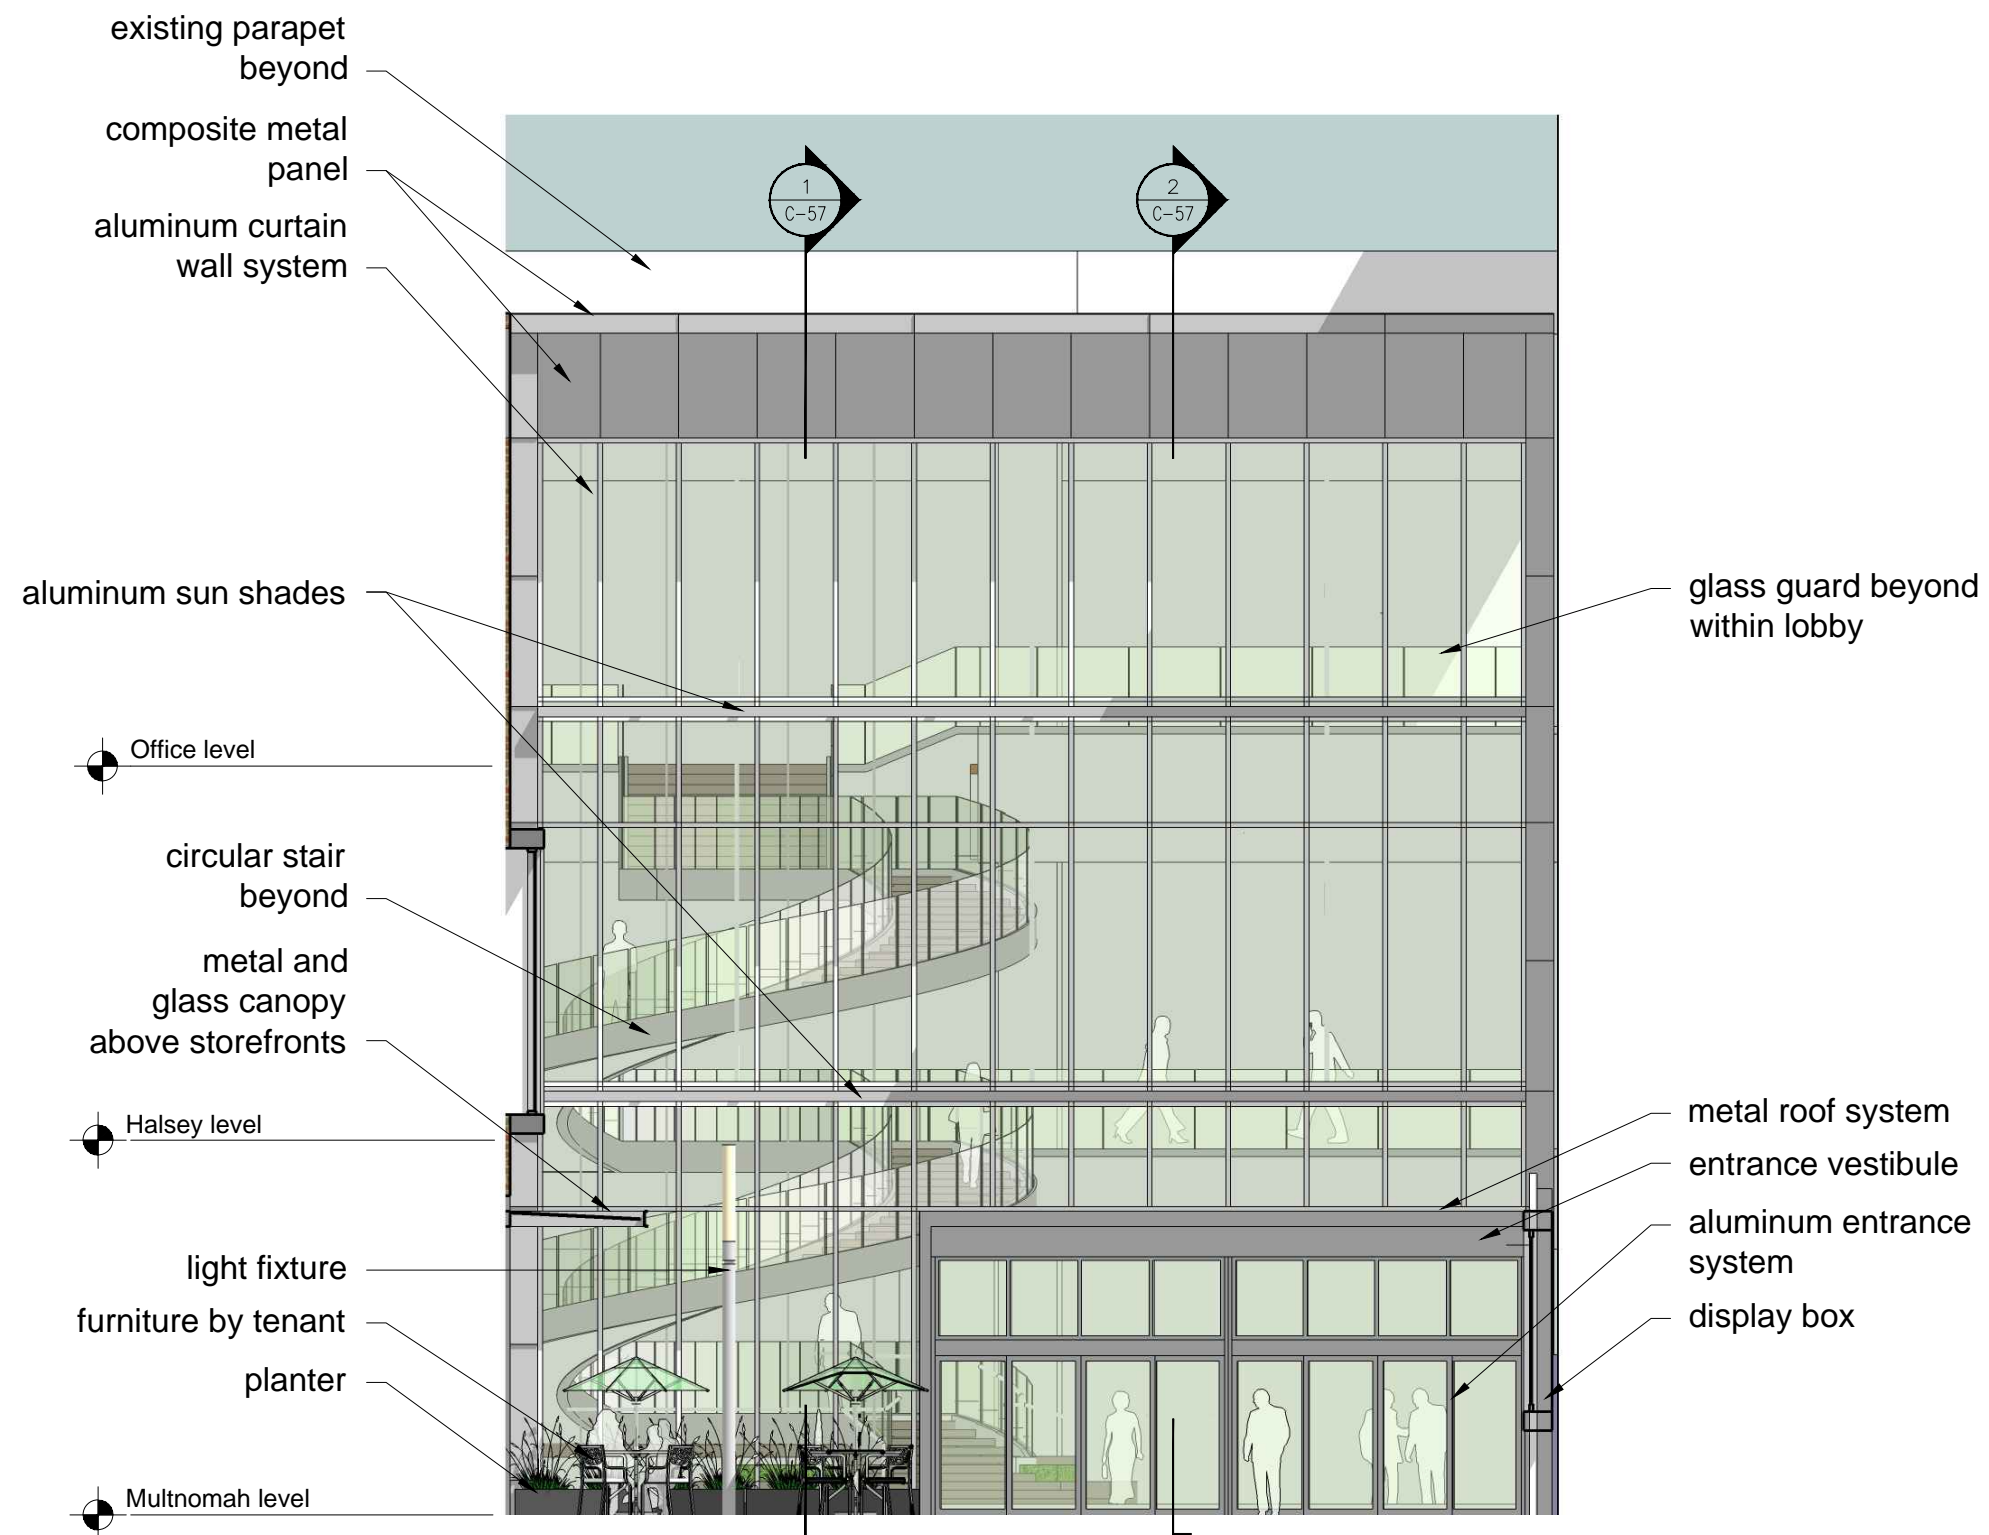 existing parapet
beyond
composite metal
panel
aluminum curtain
wall system
1
C-57
2
C-57
aluminum sun shades
glass guard beyond
within lobby
Office level
circular stair
beyond
metal and
glass canopy
above storefronts
Halsey level
metal roof system
entrance vestibule
aluminum entrance
system
display box
light fixture
furniture by tenant
planter
Multnomah level